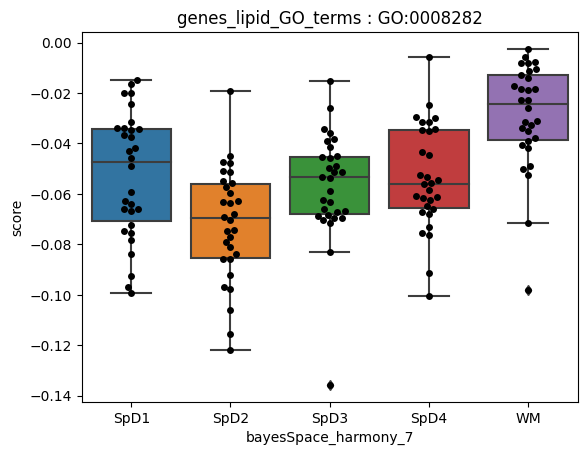 genes_lipid_GO_terms : GO:0008282
0.00
−0.02
−0.04
−0.06
−0.08
−0.10
−0.12
−0.14
score
SpD1 SpD2 SpD3 SpD4 WM
bayesSpace_harmony_7